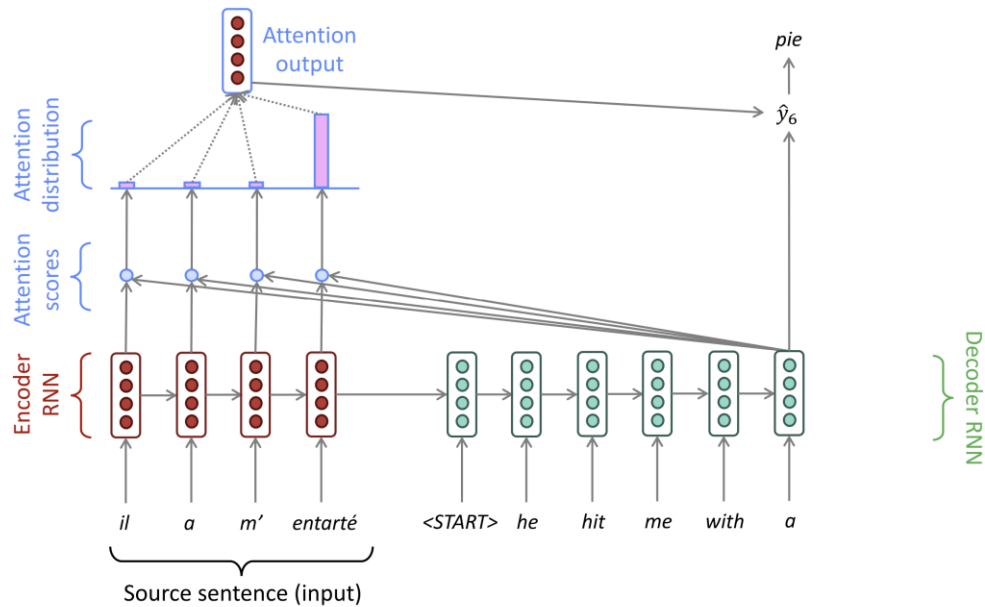 Attention
output
pie
ŷ₆
Attention
distribution
Attention
scores
Encoder
RNN
Decoder RNN
il a m’ entarté <START> he hit me with a
Source sentence (input)